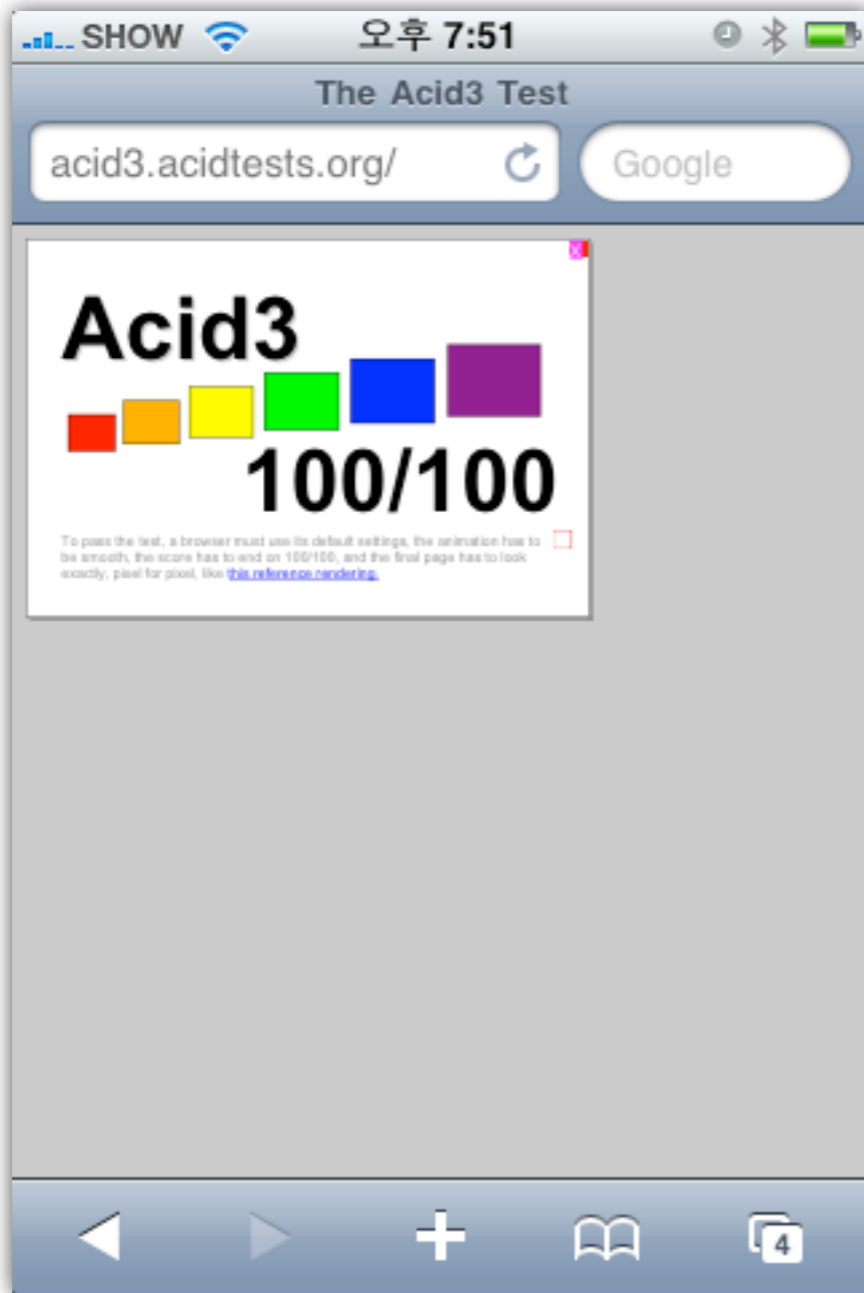 SHOW 오후 7:51
The Acid3 Test
acid3.acidtests.org/ Google
X
Acid3
100/100
To pass the test, a browser must use its default settings, the animation has to
be smooth, the score has to end on 100/100, and the final page has to look
exactly, pixel for pixel, like this reference rendering.
4